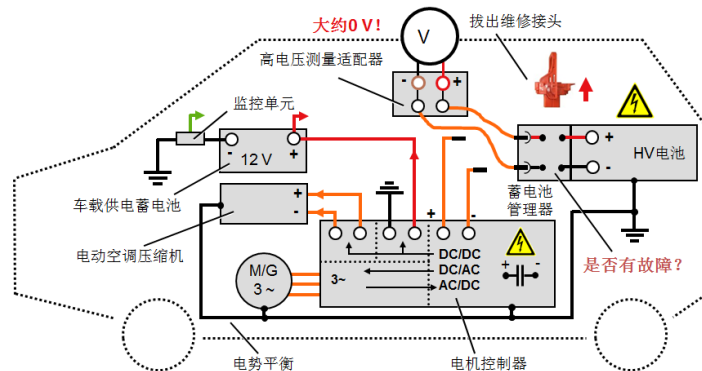 大约0 V!
V
拔出维修接头
高电压测量适配器
- +
监控单元
- 12 V +
+
-
HV电池
车载供电蓄电池
蓄电池
管理器
+
-
+ -
电动空调压缩机
DC/DC
DC/AC
AC/DC
+ -
是否有故障?
M/G
3 ~
3~
电势平衡
电机控制器